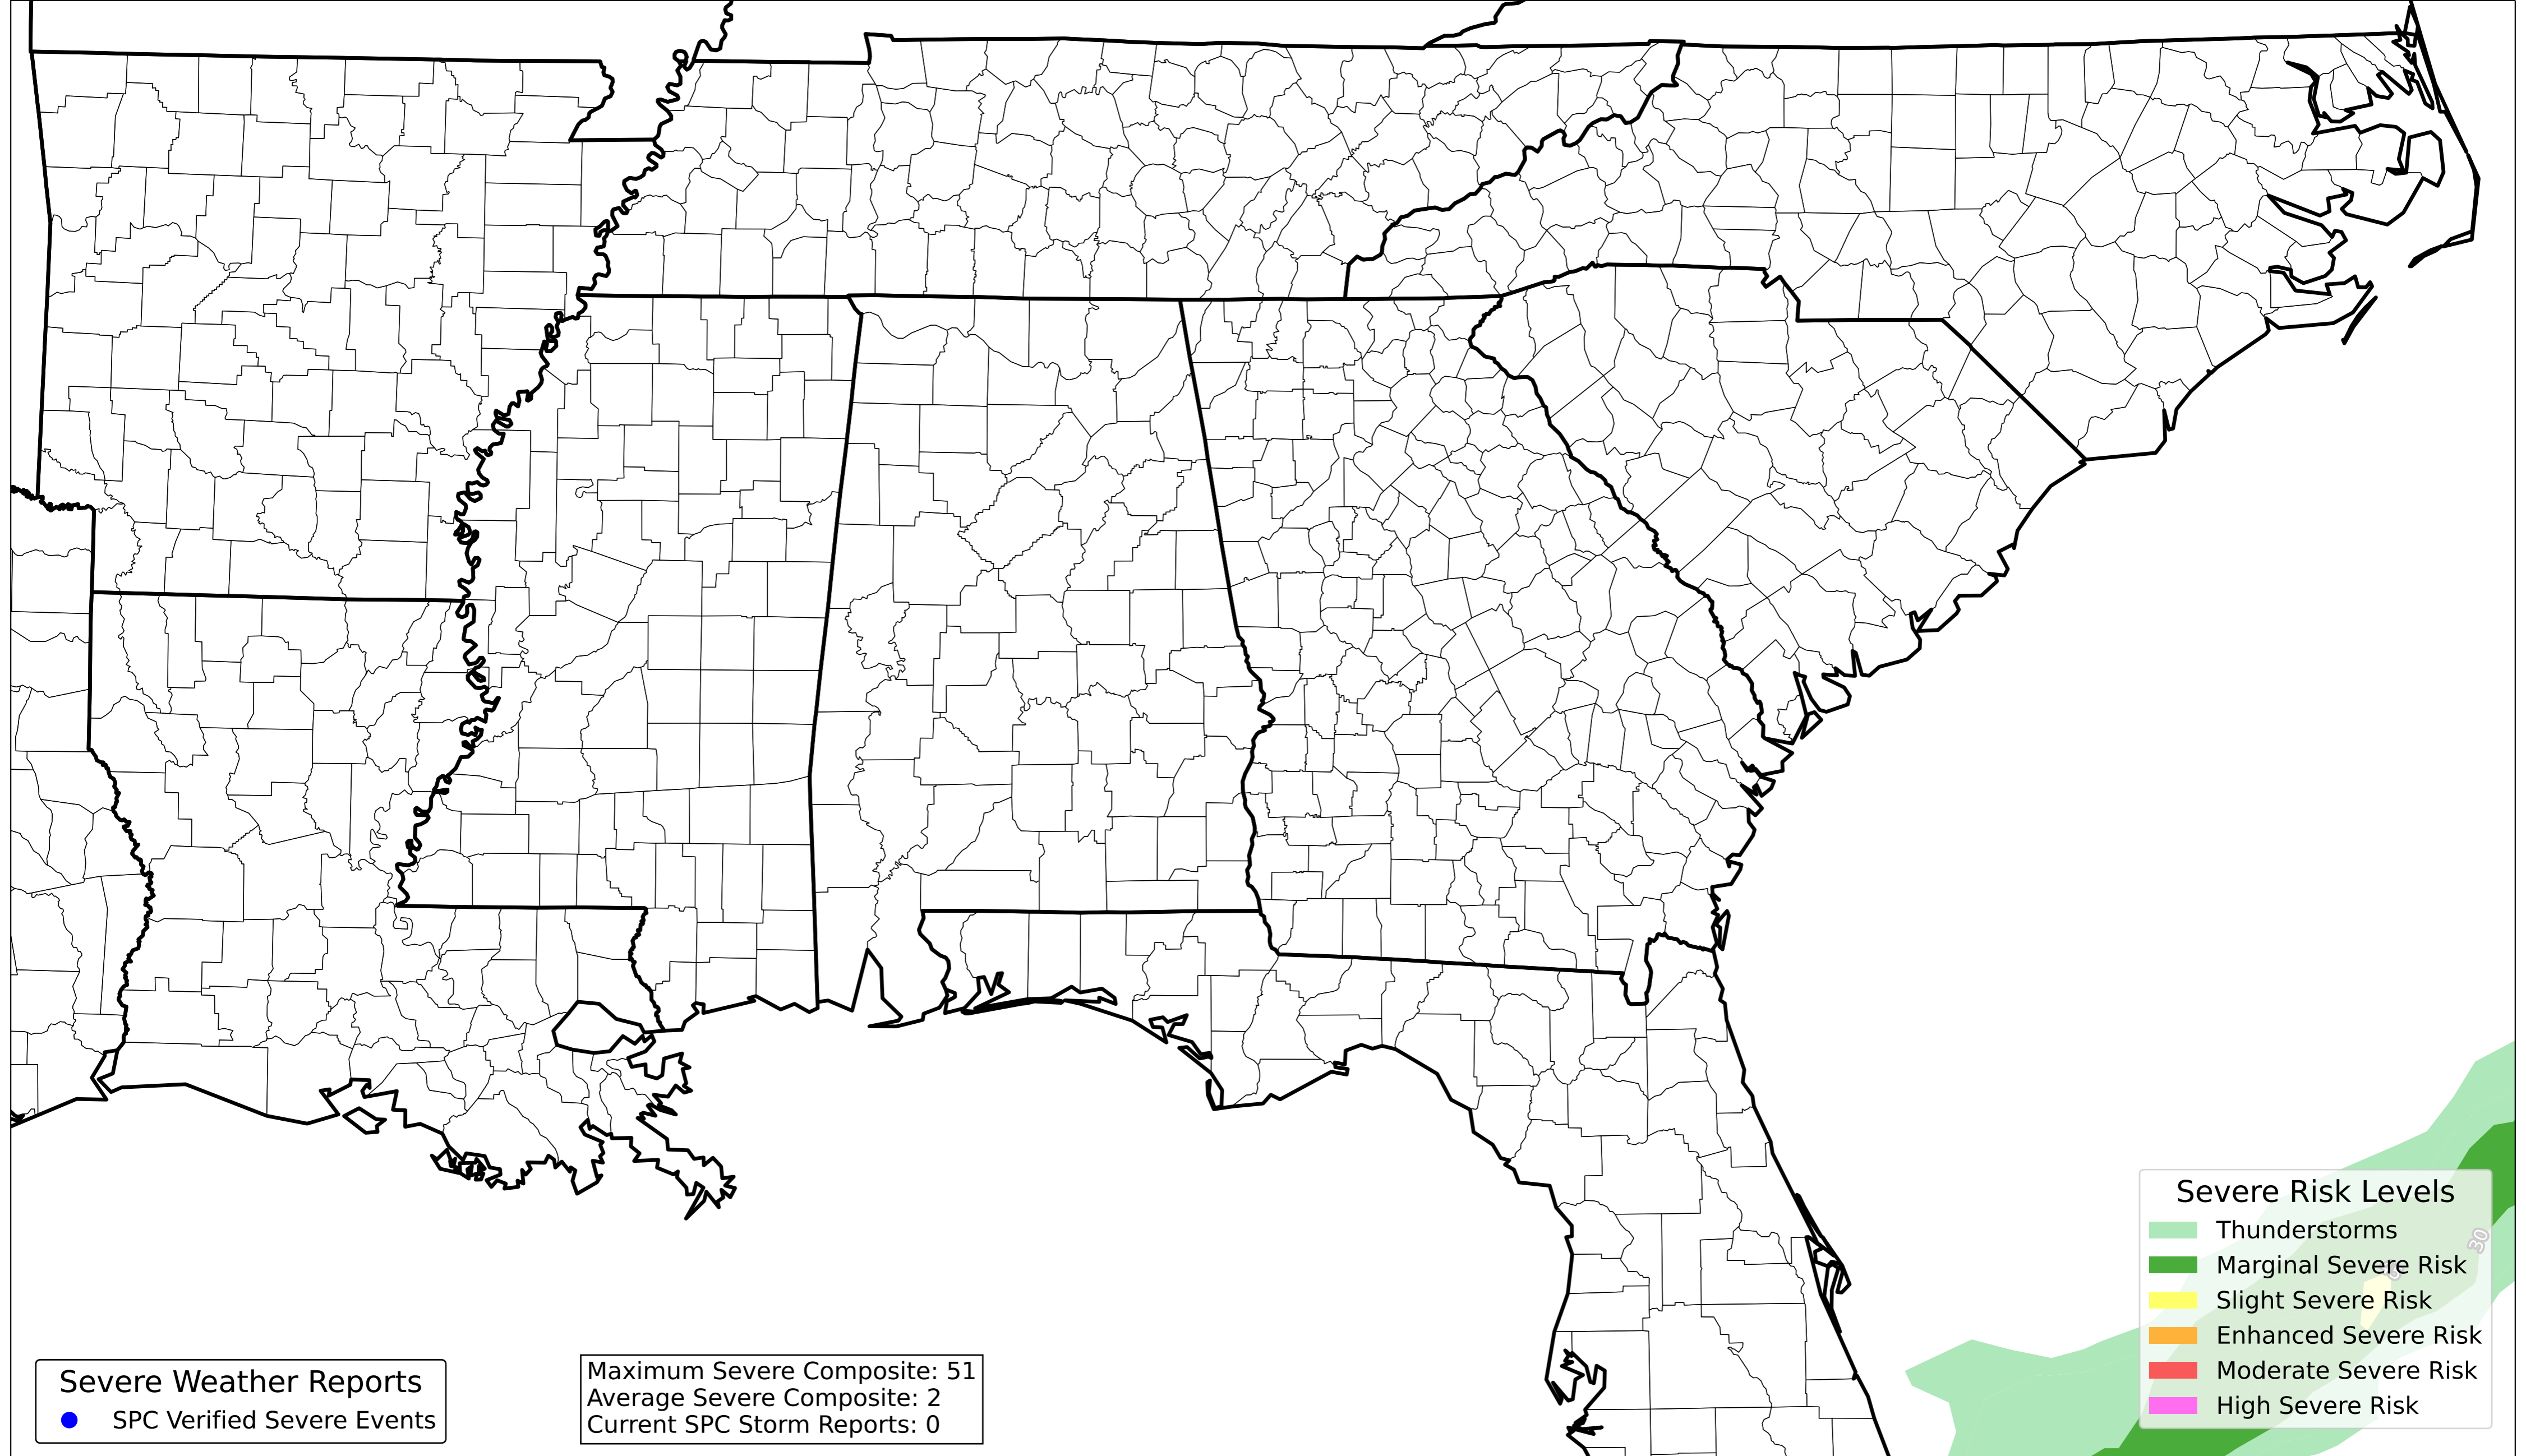 30
Severe Risk Levels
Thunderstorms
Marginal Severe Risk
Slight Severe Risk
Enhanced Severe Risk
Moderate Severe Risk
High Severe Risk
Severe Weather Reports
SPC Verified Severe Events
Maximum Severe Composite: 51
Average Severe Composite: 2
Current SPC Storm Reports: 0